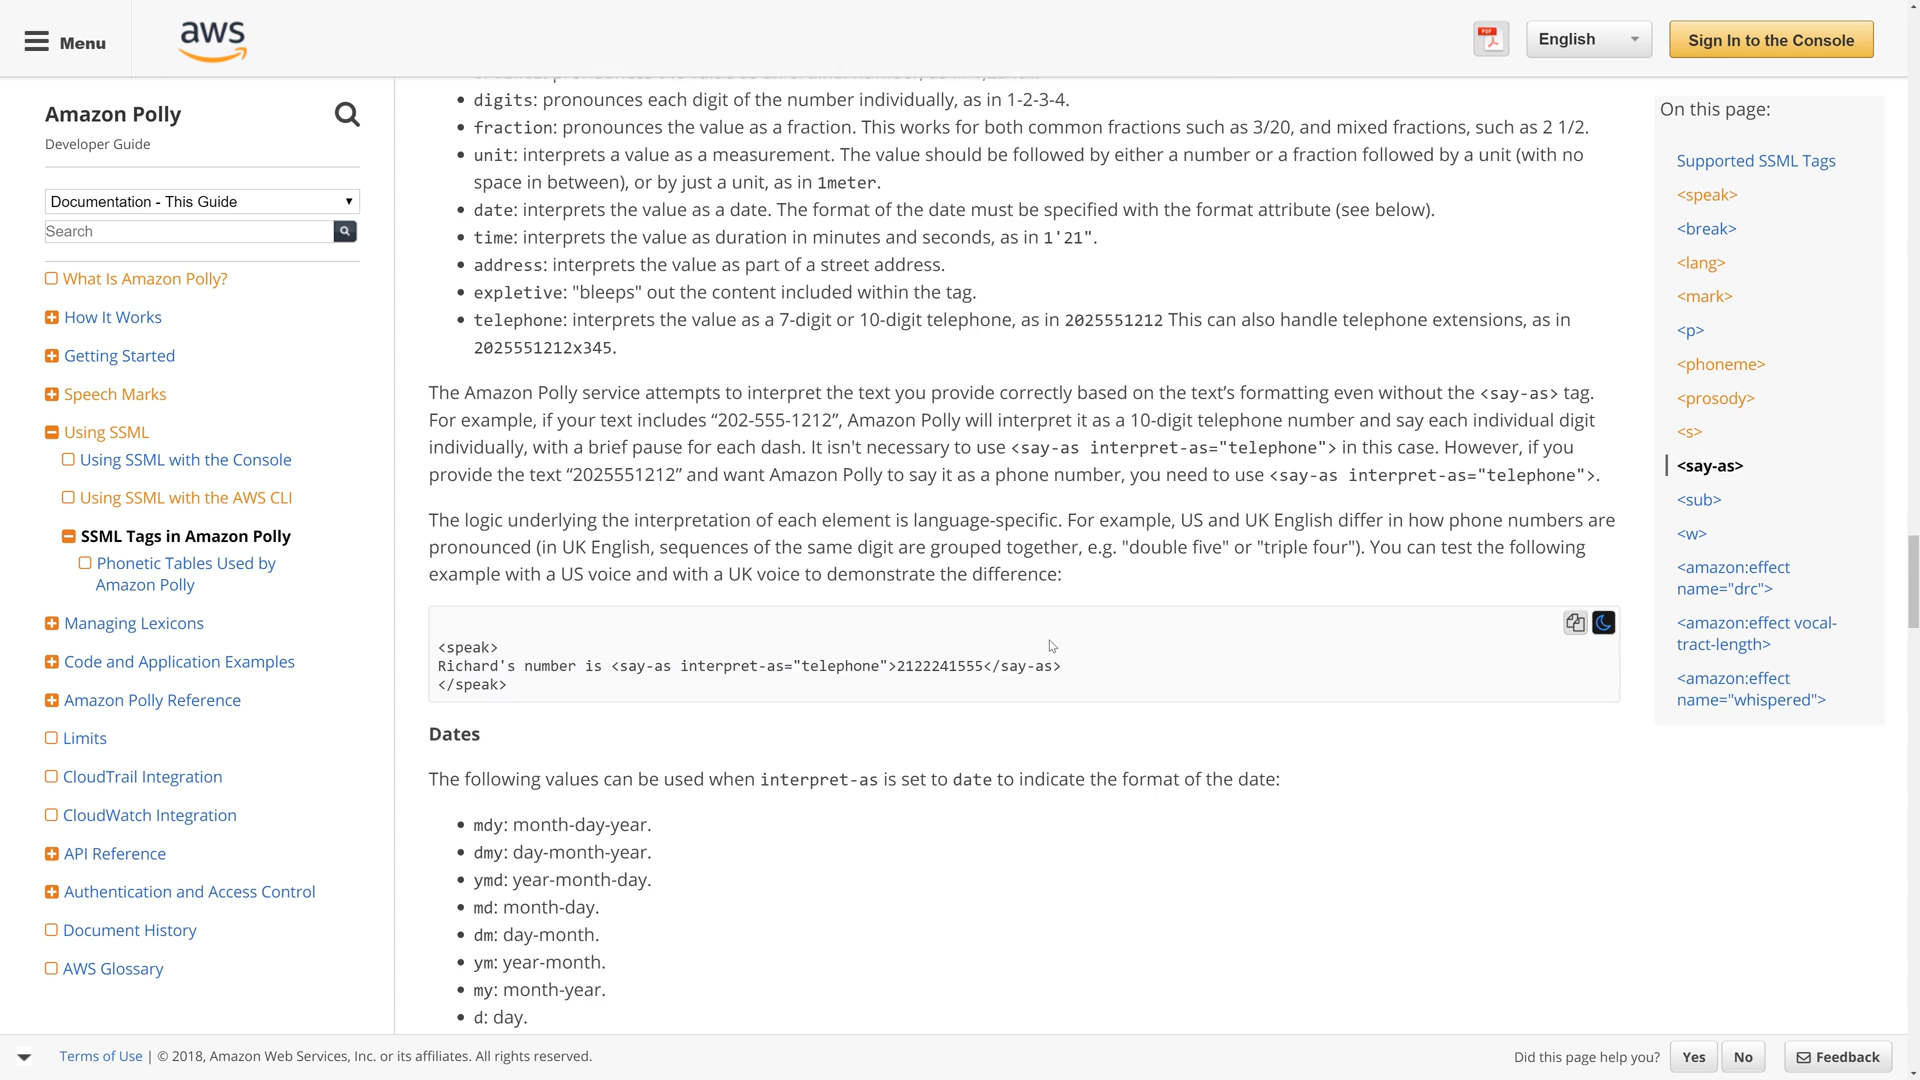 Menu
aws
English
Sign In to the Console
Amazon Polly
Developer Guide
Documentation - This Guide
Search
What Is Amazon Polly?
How It Works
Getting Started
Speech Marks
Using SSML
Using SSML with the Console
Using SSML with the AWS CLI
SSML Tags in Amazon Polly
Phonetic Tables Used by
Amazon Polly
Managing Lexicons
Code and Application Examples
Amazon Polly Reference
Limits
CloudTrail Integration
CloudWatch Integration
API Reference
Authentication and Access Control
Document History
AWS Glossary
• digits: pronounces each digit of the number individually, as in 1-2-3-4.
• fraction: pronounces the value as a fraction. This works for both common fractions such as 3/20, and mixed fractions, such as 2 1/2.
• unit: interprets a value as a measurement. The value should be followed by either a number or a fraction followed by a unit (with no
space in between), or by just a unit, as in 1meter.
• date: interprets the value as a date. The format of the date must be specified with the format attribute (see below).
• time: interprets the value as duration in minutes and seconds, as in 1'21".
• address: interprets the value as part of a street address.
• expletive: "bleeps" out the content included within the tag.
• telephone: interprets the value as a 7-digit or 10-digit telephone, as in 2025551212 This can also handle telephone extensions, as in
2025551212x345.
The Amazon Polly service attempts to interpret the text you provide correctly based on the text’s formatting even without the <say-as> tag.
For example, if your text includes “202-555-1212”, Amazon Polly will interpret it as a 10-digit telephone number and say each individual digit
individually, with a brief pause for each dash. It isn't necessary to use <say-as interpret-as="telephone"> in this case. However, if you
provide the text “2025551212” and want Amazon Polly to say it as a phone number, you need to use <say-as interpret-as="telephone">.
The logic underlying the interpretation of each element is language-specific. For example, US and UK English differ in how phone numbers are
pronounced (in UK English, sequences of the same digit are grouped together, e.g. "double five" or "triple four"). You can test the following
example with a US voice and with a UK voice to demonstrate the difference:
<speak>
Richard's number is <say-as interpret-as="telephone">2122241555</say-as>
</speak>
Dates
The following values can be used when interpret-as is set to date to indicate the format of the date:
• mdy: month-day-year.
• dmy: day-month-year.
• ymd: year-month-day.
• md: month-day.
• dm: day-month.
• ym: year-month.
• my: month-year.
• d: day.
On this page:
Supported SSML Tags
<speak>
<break>
<lang>
<mark>
<p>
<phoneme>
<prosody>
<s>
<say-as>
<sub>
<w>
<amazon:effect
name="drc">
<amazon:effect vocal-
tract-length>
<amazon:effect
name="whispered">
Terms of Use | © 2018, Amazon Web Services, Inc. or its affiliates. All rights reserved.
Did this page help you?
Yes
No
Feedback